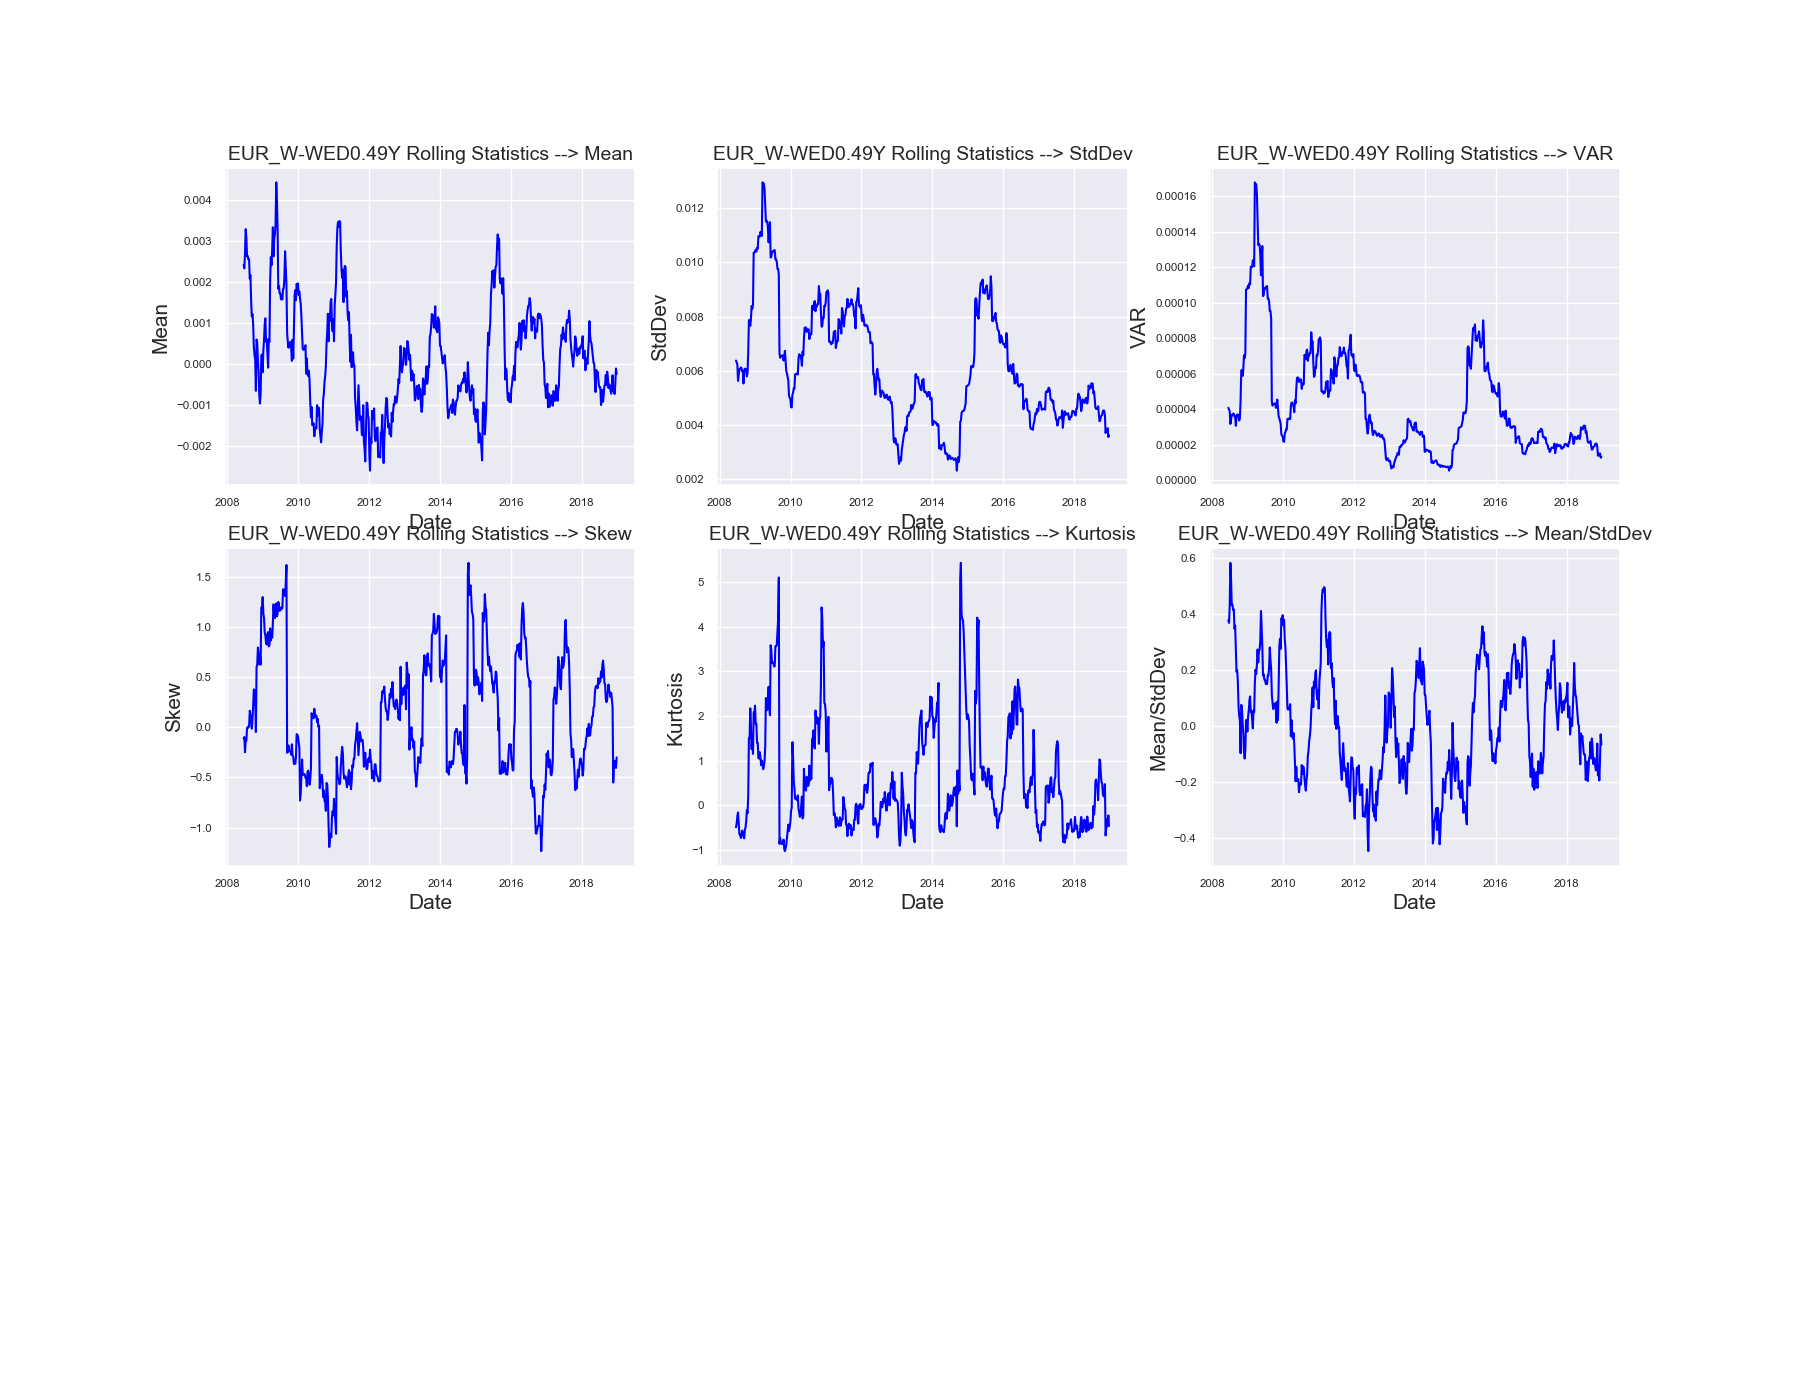 EUR_W-WED0.49Y Rolling Statistics --> Mean
0.004
0.003
0.002
0.001
0.000
−0.001
−0.002
Mean
2008 2010 2012 2014 2016 2018
Date
EUR_W-WED0.49Y Rolling Statistics --> StdDev
0.012
0.010
0.008
0.006
0.004
0.002
StdDev
2008 2010 2012 2014 2016 2018
Date
EUR_W-WED0.49Y Rolling Statistics --> VAR
0.00016
0.00014
0.00012
0.00010
0.00008
0.00006
0.00004
0.00002
0.00000
VAR
2008 2010 2012 2014 2016 2018
Date
EUR_W-WED0.49Y Rolling Statistics --> Skew
1.5
1.0
0.5
0.0
−0.5
−1.0
Skew
2008 2010 2012 2014 2016 2018
Date
EUR_W-WED0.49Y Rolling Statistics --> Kurtosis
5
4
3
2
1
0
−1
Kurtosis
2008 2010 2012 2014 2016 2018
Date
EUR_W-WED0.49Y Rolling Statistics --> Mean/StdDev
0.6
0.4
0.2
0.0
−0.2
−0.4
Mean/StdDev
2008 2010 2012 2014 2016 2018
Date